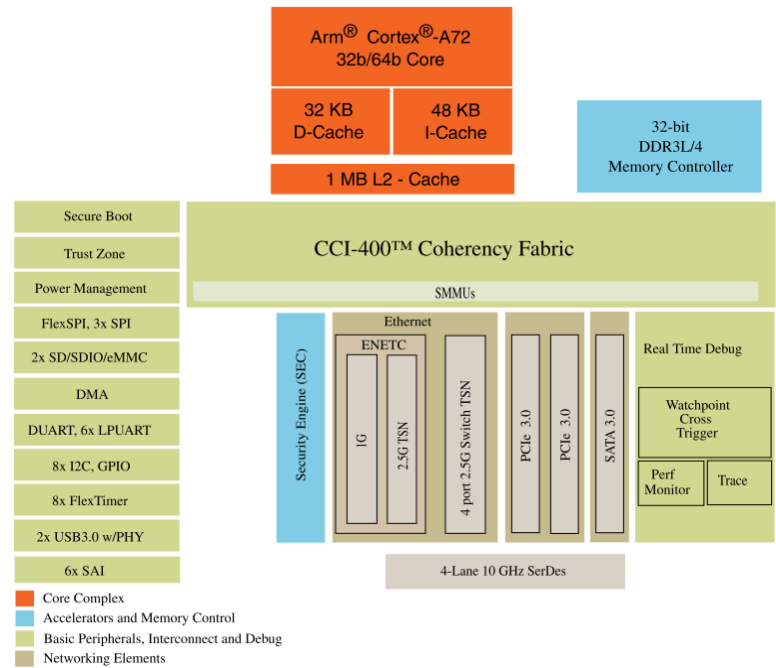 Arm® Cortex®-A72
32b/64b Core
32 KB
D-Cache
48 KB
I-Cache
1 MB L2 - Cache
32-bit
DDR3L/4
Memory Controller
Secure Boot
Trust Zone
Power Management
FlexSPI, 3x SPI
2x SD/SDIO/eMMC
DMA
DUART, 6x LPUART
8x I2C, GPIO
8x FlexTimer
2x USB3.0 w/PHY
6x SAI
CCI-400™ Coherency Fabric
SMMUs
Security Engine (SEC)
Ethernet
ENETC
1G
2.5G TSN
4 port 2.5G Switch TSN
PCIe 3.0
PCIe 3.0
SATA 3.0
Real Time Debug
Watchpoint
Cross
Trigger
Perf
Monitor
Trace
4-Lane 10 GHz SerDes
Core Complex
Accelerators and Memory Control
Basic Peripherals, Interconnect and Debug
Networking Elements